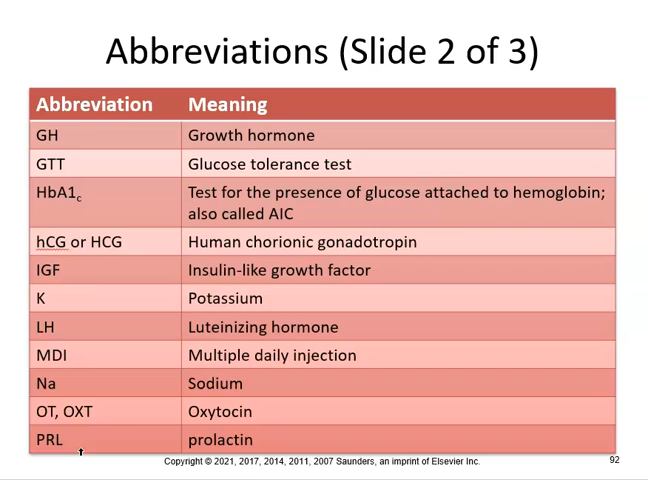 Abbreviations (Slide 2 of 3)
Abbreviation Meaning
GH Growth hormone
GTT Glucose tolerance test
HbA1c Test for the presence of glucose attached to hemoglobin;
also called AIC
hCG or HCG Human chorionic gonadotropin
IGF Insulin-like growth factor
K Potassium
LH Luteinizing hormone
MDI Multiple daily injection
Na Sodium
OT, OXT Oxytocin
PRL prolactin
Copyright © 2021, 2017, 2014, 2011, 2007 Saunders, an imprint of Elsevier Inc. 92